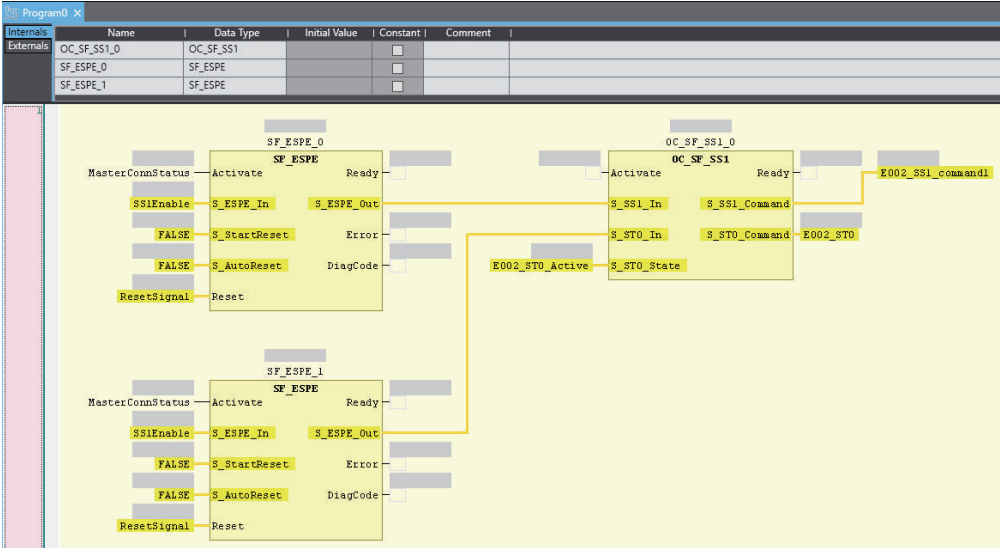 Program0 ×
Internals
Externals
Name Data Type Initial Value Constant Comment
OC_SF_SS1_0 OC_SF_SS1
SF_ESPE_0 SF_ESPE
SF_ESPE_1 SF_ESPE
1
SF_ESPE_0
SF_ESPE
MasterConnStatus Activate Ready
SS1Enable S_ESPE_In S_ESPE_Out
FALSE S_StartReset Error
FALSE S_AutoReset DiagCode
ResetSignal Reset
OC_SF_SS1_0
OC_SF_SS1
Activate Ready E002_SS1_command1
S_SS1_In S_SS1_Command
S_STO_In S_STO_Command E002_STO
E002_STO_Active S_STO_State
SF_ESPE_1
SF_ESPE
MasterConnStatus Activate Ready
SS1Enable S_ESPE_In S_ESPE_Out
FALSE S_StartReset Error
FALSE S_AutoReset DiagCode
ResetSignal Reset